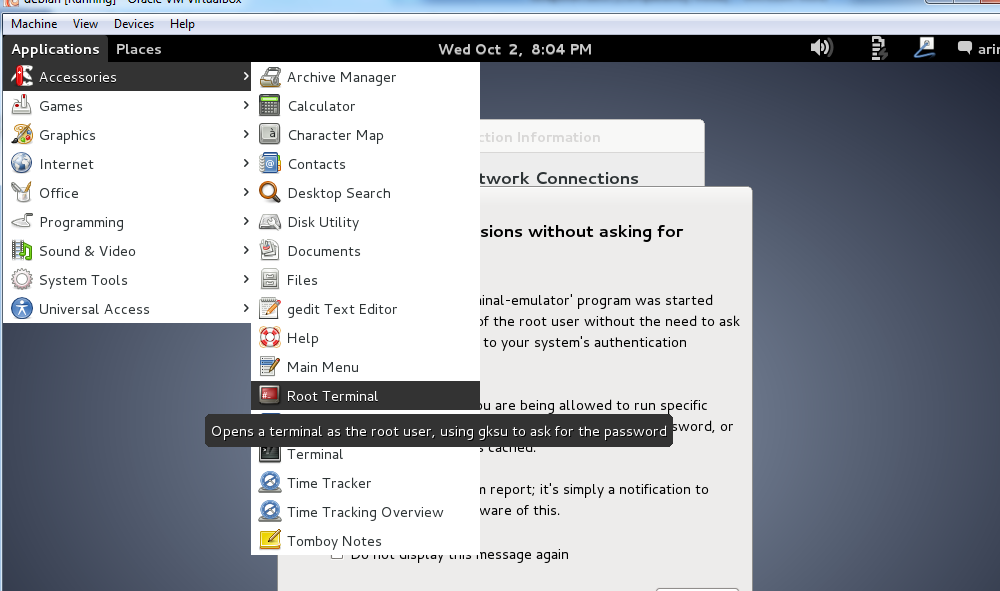 debian [Running] - Oracle VM VirtualBox
Machine View Devices Help
Applications Places Wed Oct 2, 8:04 PM arin
Accessories
Games
Graphics
Internet
Office
Programming
Sound & Video
System Tools
Universal Access
Archive Manager
Calculator
Character Map
Contacts
Desktop Search
Disk Utility
Documents
Files
gedit Text Editor
Help
Main Menu
Root Terminal
Opens a terminal as the root user, using gksu to ask for the password
Terminal
Time Tracker
Time Tracking Overview
Tomboy Notes
ction Information
twork Connections
sions without asking for
ninal-emulator' program was started
of the root user without the need to ask
to your system's authentication
ou are being allowed to run specific
ssword, or
s cached.
m report; it's simply a notification to
ware of this.
Do not display this message again